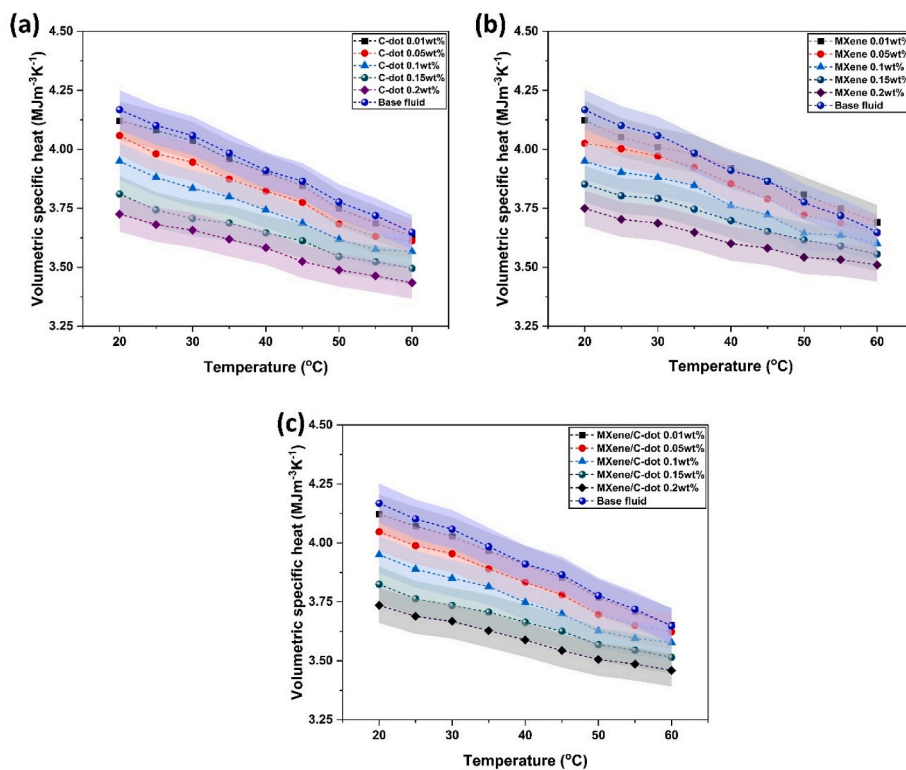 (a)
Volumetric specific heat (MJm⁻³K⁻¹)
4.50
4.25
4.00
3.75
3.50
3.25
C-dot 0.01wt%
C-dot 0.05wt%
C-dot 0.1wt%
C-dot 0.15wt%
C-dot 0.2wt%
Base fluid
20 30 40 50 60
Temperature (°C)
(b)
Volumetric specific heat (MJm⁻³K⁻¹)
4.50
4.25
4.00
3.75
3.50
3.25
MXene 0.01wt%
MXene 0.05wt%
MXene 0.1wt%
MXene 0.15wt%
MXene 0.2wt%
Base fluid
20 30 40 50 60
Temperature (°C)
(c)
Volumetric specific heat (MJm⁻³K⁻¹)
4.50
4.25
4.00
3.75
3.50
3.25
MXene/C-dot 0.01wt%
MXene/C-dot 0.05wt%
MXene/C-dot 0.1wt%
MXene/C-dot 0.15wt%
MXene/C-dot 0.2wt%
Base fluid
20 30 40 50 60
Temperature (°C)